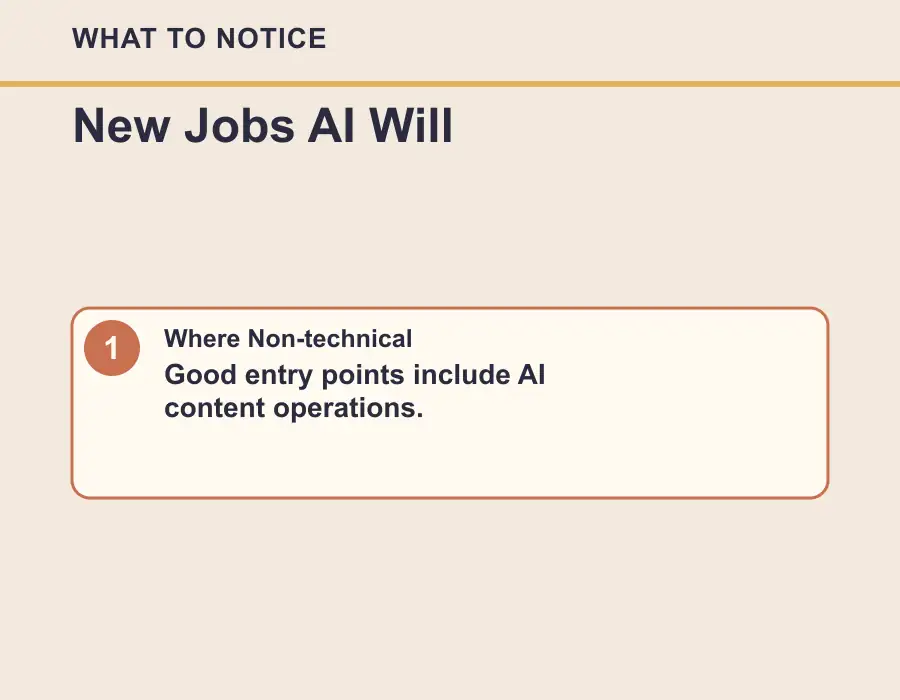 WHAT TO NOTICE
New Jobs AI Will
1
Where Non-technical
Good entry points include AI
content operations.